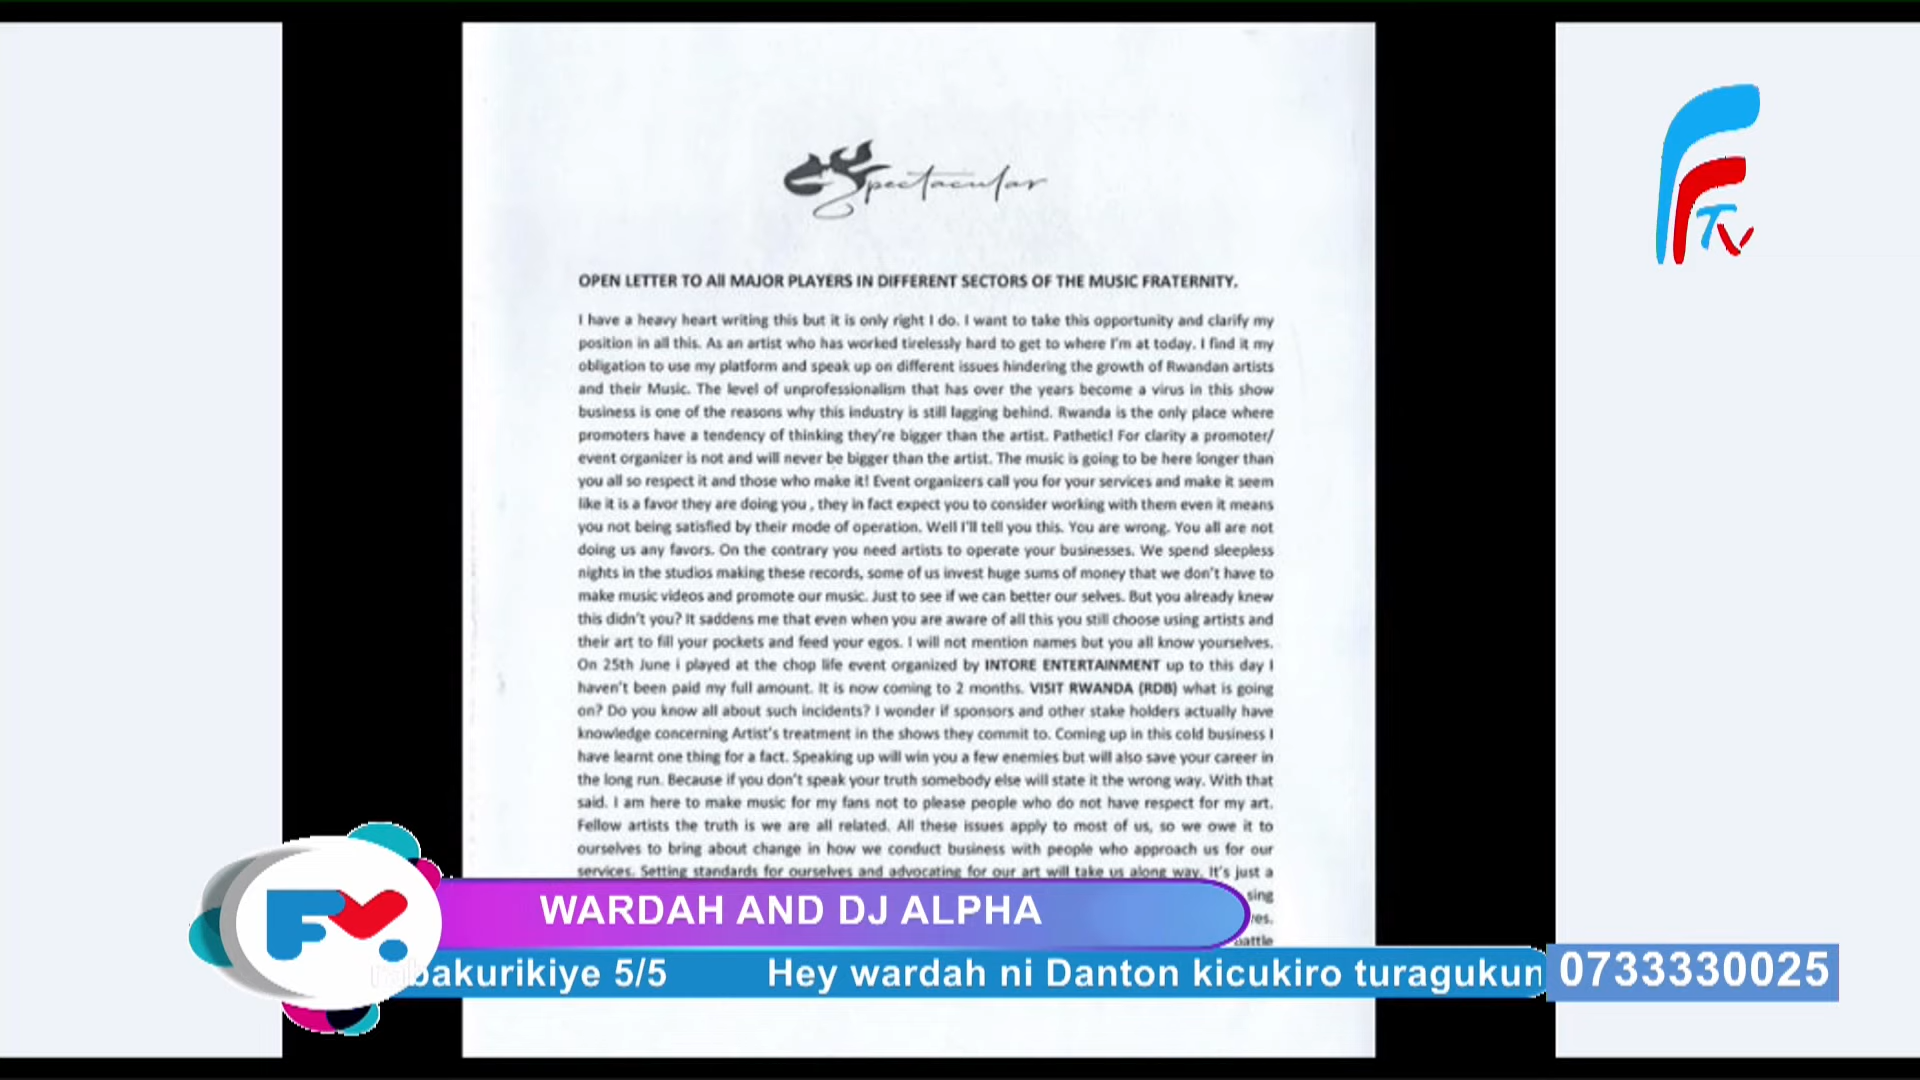 Spectacular
OPEN LETTER TO All MAJOR PLAYERS IN DIFFERENT SECTORS OF THE MUSIC FRATERNITY.
I have a heavy heart writing this but it is only right I do. I want to take this opportunity and clarify my
position in all this. As an artist who has worked tirelessly hard to get to where I'm at today. I find it my
obligation to use my platform and speak up on different issues hindering the growth of Rwandan artists
and their Music. The level of unprofessionalism that has over the years become a virus in this show
business is one of the reasons why this industry is still lagging behind. Rwanda is the only place where
promoters have a tendency of thinking they're bigger than the artist. Pathetic! For clarity a promoter/
event organizer is not and will never be bigger than the artist. The music is going to be here longer than
you all so respect it and those who make it! Event organizers call you for your services and make it seem
like it is a favor they are doing you , they in fact expect you to consider working with them even it means
you not being satisfied by their mode of operation. Well I'll tell you this. You are wrong. You all are not
doing us any favors. On the contrary you need artists to operate your businesses. We spend sleepless
nights in the studios making these records, some of us invest huge sums of money that we don't have to
make music videos and promote our music. Just to see if we can better our selves. But you already knew
this didn't you? It saddens me that even when you are aware of all this you still choose using artists and
their art to fill your pockets and feed your egos. I will not mention names but you all know yourselves.
On 25th June i played at the chop life event organized by INTORE ENTERTAINMENT up to this day I
haven't been paid my full amount. It is now coming to 2 months. VISIT RWANDA (RDB) what is going
on? Do you know all about such incidents? I wonder if sponsors and other stake holders actually have
knowledge concerning Artist's treatment in the shows they commit to. Coming up in this cold business I
have learnt one thing for a fact. Speaking up will win you a few enemies but will also save your career in
the long run. Because if you don't speak your truth somebody else will state it the wrong way. With that
said. I am here to make music for my fans not to please people who do not have respect for my art.
Fellow artists the truth is we are all related. All these issues apply to most of us, so we owe it to
ourselves to bring about change in how we conduct business with people who approach us for our
services. Setting standards for ourselves and advocating for our art will take us along way. It's just a
sing
res.
battle
TV
FY.
WARDAH AND DJ ALPHA
bakurikiye 5/5 Hey wardah ni Danton kicukiro turagukun
0733330025